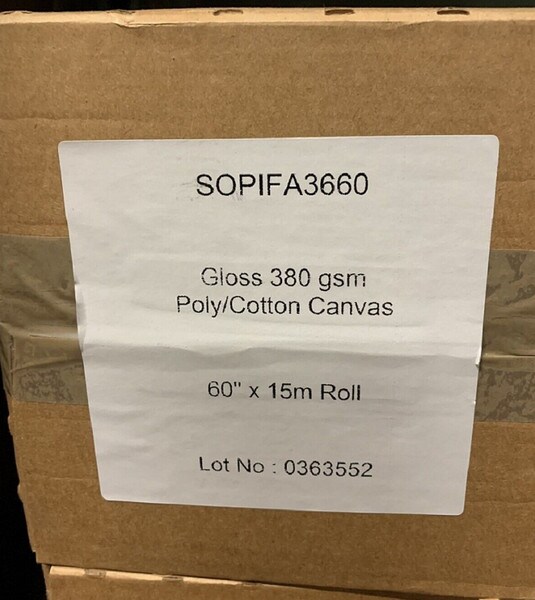 SOPIFA3660
Gloss 380 gsm
Poly/Cotton Canvas
60" x 15m Roll
Lot No : 0363552